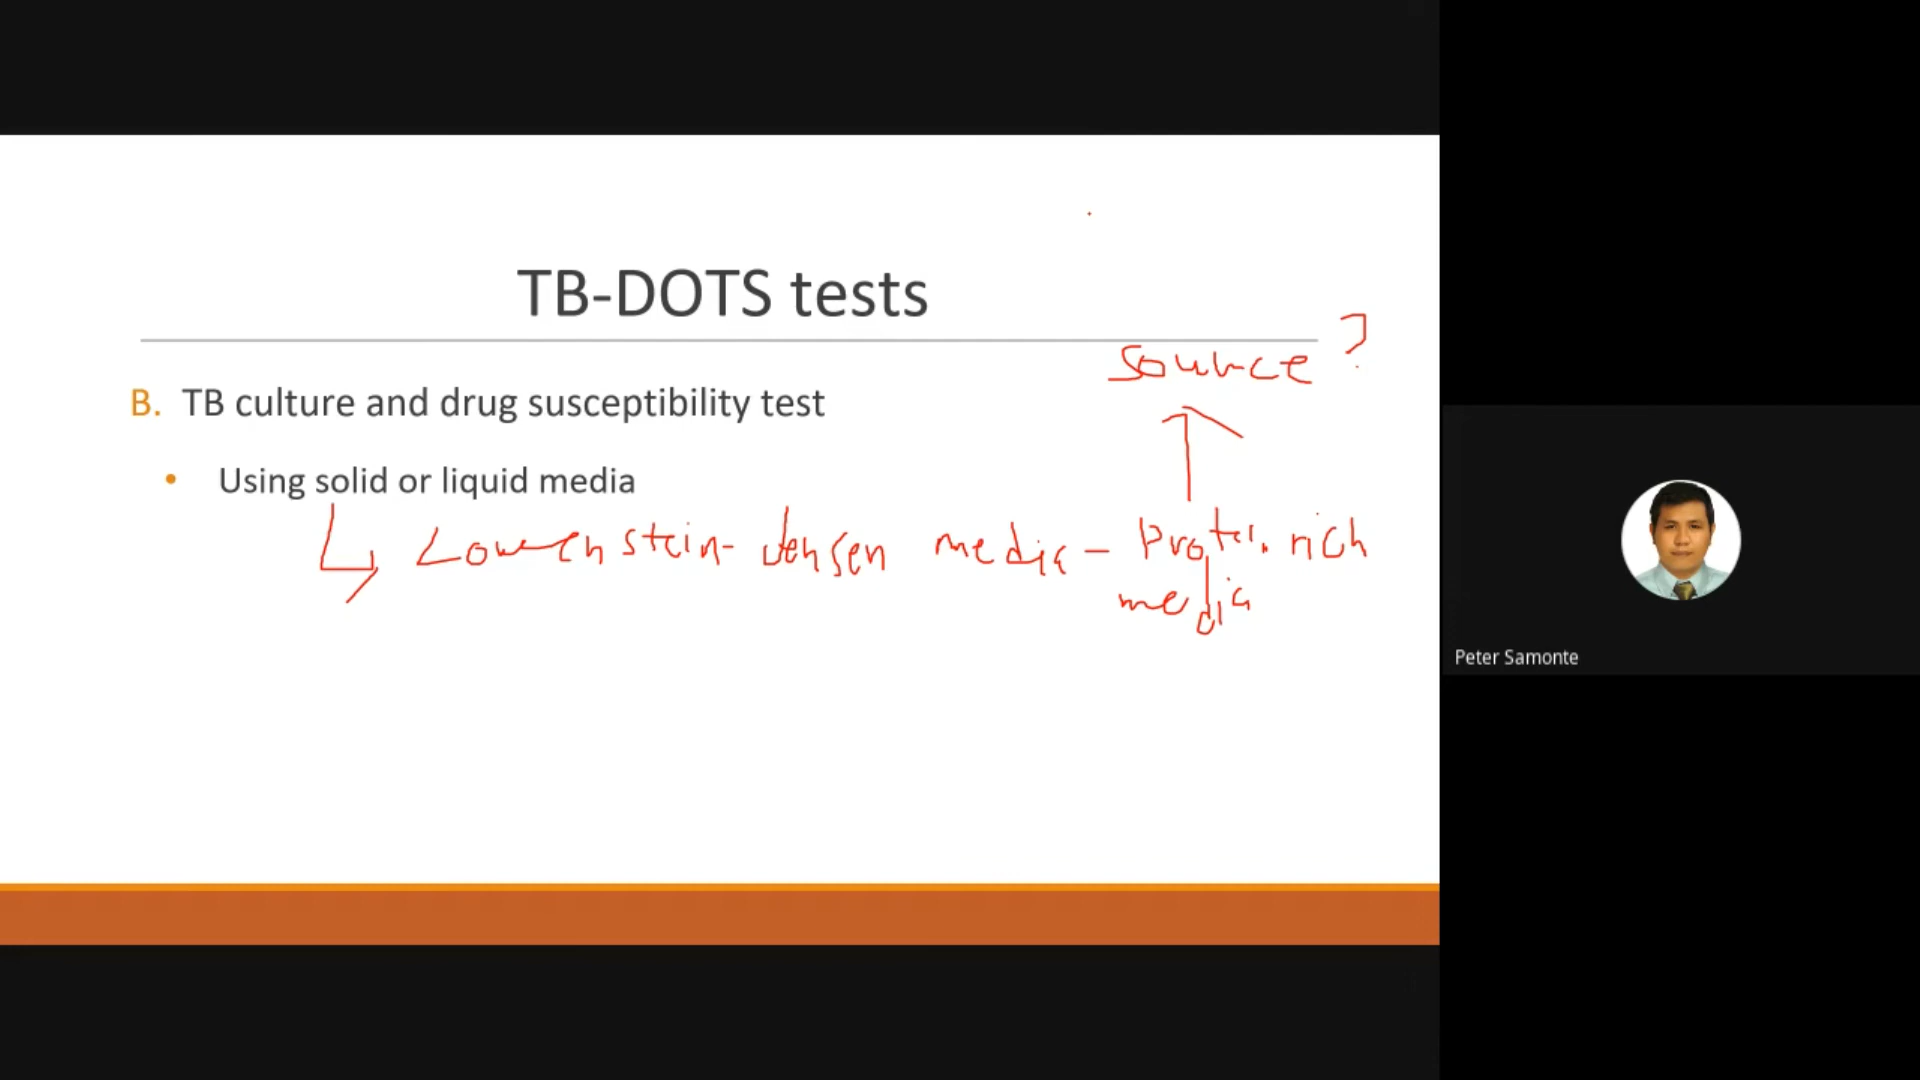 TB-DOTS tests
source ?
B. TB culture and drug susceptibility test
• Using solid or liquid media
Lowenstein-Jensen media – Protein rich
media
Peter Samonte